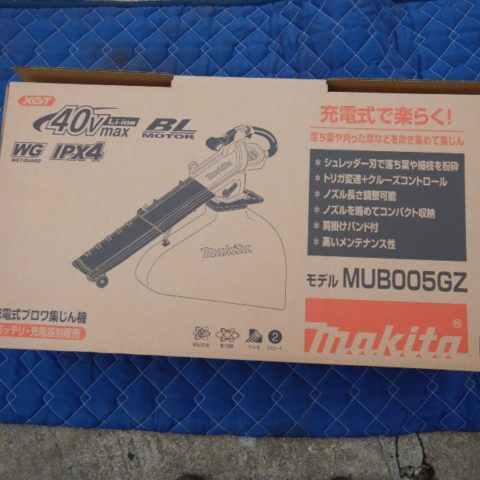 XGT
40Vmax Li-ion
BL
MOTOR
WG
WET GUARD
IPX4
Makita
makita
充電式ブロワ集じん機
バッテリ・充電器別販売
充電式で楽らく!
落ち葉や刈った草などを吹き集めて集じん
＊シュレッダー刃で落ち葉や細枝を粉砕
＊トリガ変速＋クルーズコントロール
＊ノズル長さ調整可能
＊ノズルを縮めてコンパクト収納
＊肩掛けバンド付
＊高いメンテナンス性
モデル MUB005GZ
makita®
2